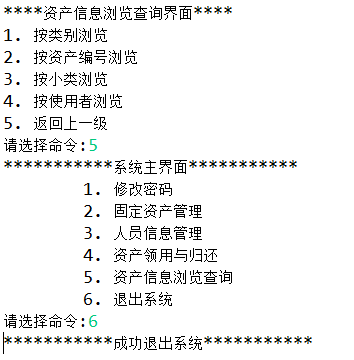 ****资产信息浏览查询界面****
1. 按类别浏览
2. 按资产编号浏览
3. 按小类浏览
4. 按使用者浏览
5. 返回上一级
请选择命令:5
***********系统主界面***********
1. 修改密码
2. 固定资产管理
3. 人员信息管理
4. 资产领用与归还
5. 资产信息浏览查询
6. 退出系统
请选择命令:6
***********成功退出系统***********